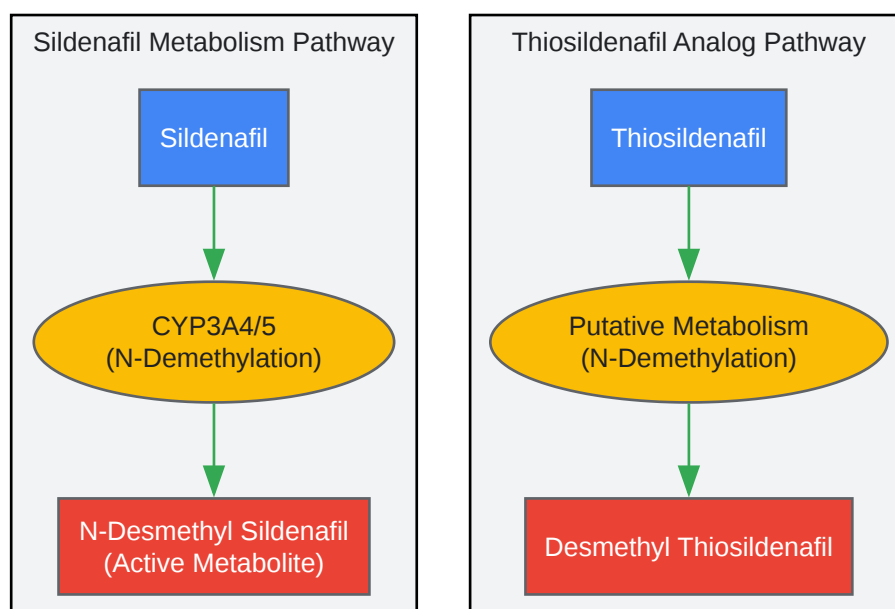 Sildenafil Metabolism Pathway
Sildenafil
CYP3A4/5
(N-Demethylation)
N-Desmethyl Sildenafil
(Active Metabolite)
Thiosildenafil Analog Pathway
Thiosildenafil
Putative Metabolism
(N-Demethylation)
Desmethyl Thiosildenafil